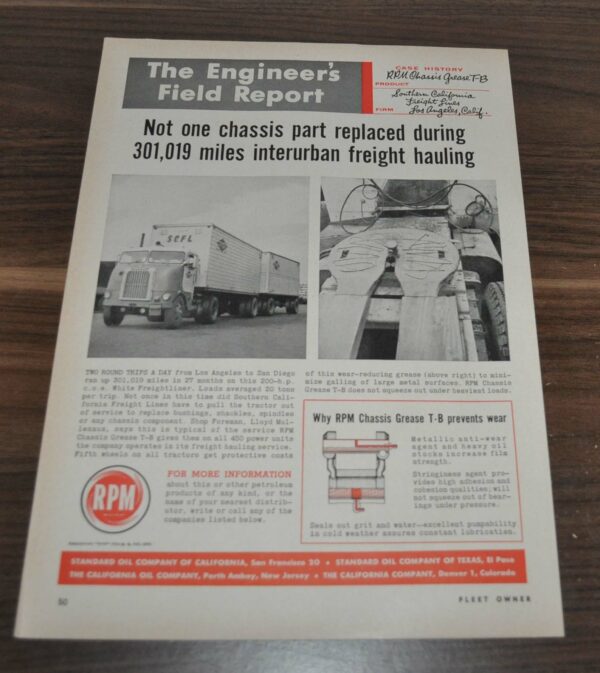 The Engineer's
Field Report
CASE HISTORY
RPM Chassis Grease T-B
PRODUCT
Southern California
Freight Lines
FIRM Los Angeles, Calif.
Not one chassis part replaced during
301,019 miles interurban freight hauling
SCFL
TWO ROUND TRIPS A DAY from Los Angeles to San Diego
ran up 301,019 miles in 27 months on this 200-h.p.
c.o.e. White Freightliner. Loads averaged 20 tons
per trip. Not once in this time did Southern Cali-
fornia Freight Lines have to pull the tractor out
of service to replace bushings, shackles, spindles
or any chassis component. Shop Foreman, Lloyd Mul-
lenaux, says this is typical of the service RPM
Chassis Grease T-B gives them on all 450 power units
the company operates in its freight hauling service.
Fifth wheels on all tractors get protective coats
of this wear-reducing grease (above right) to mini-
mize galling of large metal surfaces. RPM Chassis
Grease T-B does not squeeze out under heaviest loads.
Why RPM Chassis Grease T-B prevents wear
Metallic anti-wear
agent and heavy oil
stocks increase film
strength.
Stringiness agent pro-
vides high adhesion and
cohesion qualities; will
not squeeze out of bear-
ings under pressure.
Seals out grit and water—excellent pumpability
in cold weather assures constant lubrication.
RPM
FOR MORE INFORMATION
about this or other petroleum
products of any kind, or the
name of your nearest distrib-
utor, write or call any of the
companies listed below.
STANDARD OIL COMPANY OF CALIFORNIA, San Francisco 20 • STANDARD OIL COMPANY OF TEXAS, El Paso
THE CALIFORNIA OIL COMPANY, Perth Amboy, New Jersey • THE CALIFORNIA COMPANY, Denver 1, Colorado
50
FLEET OWNER